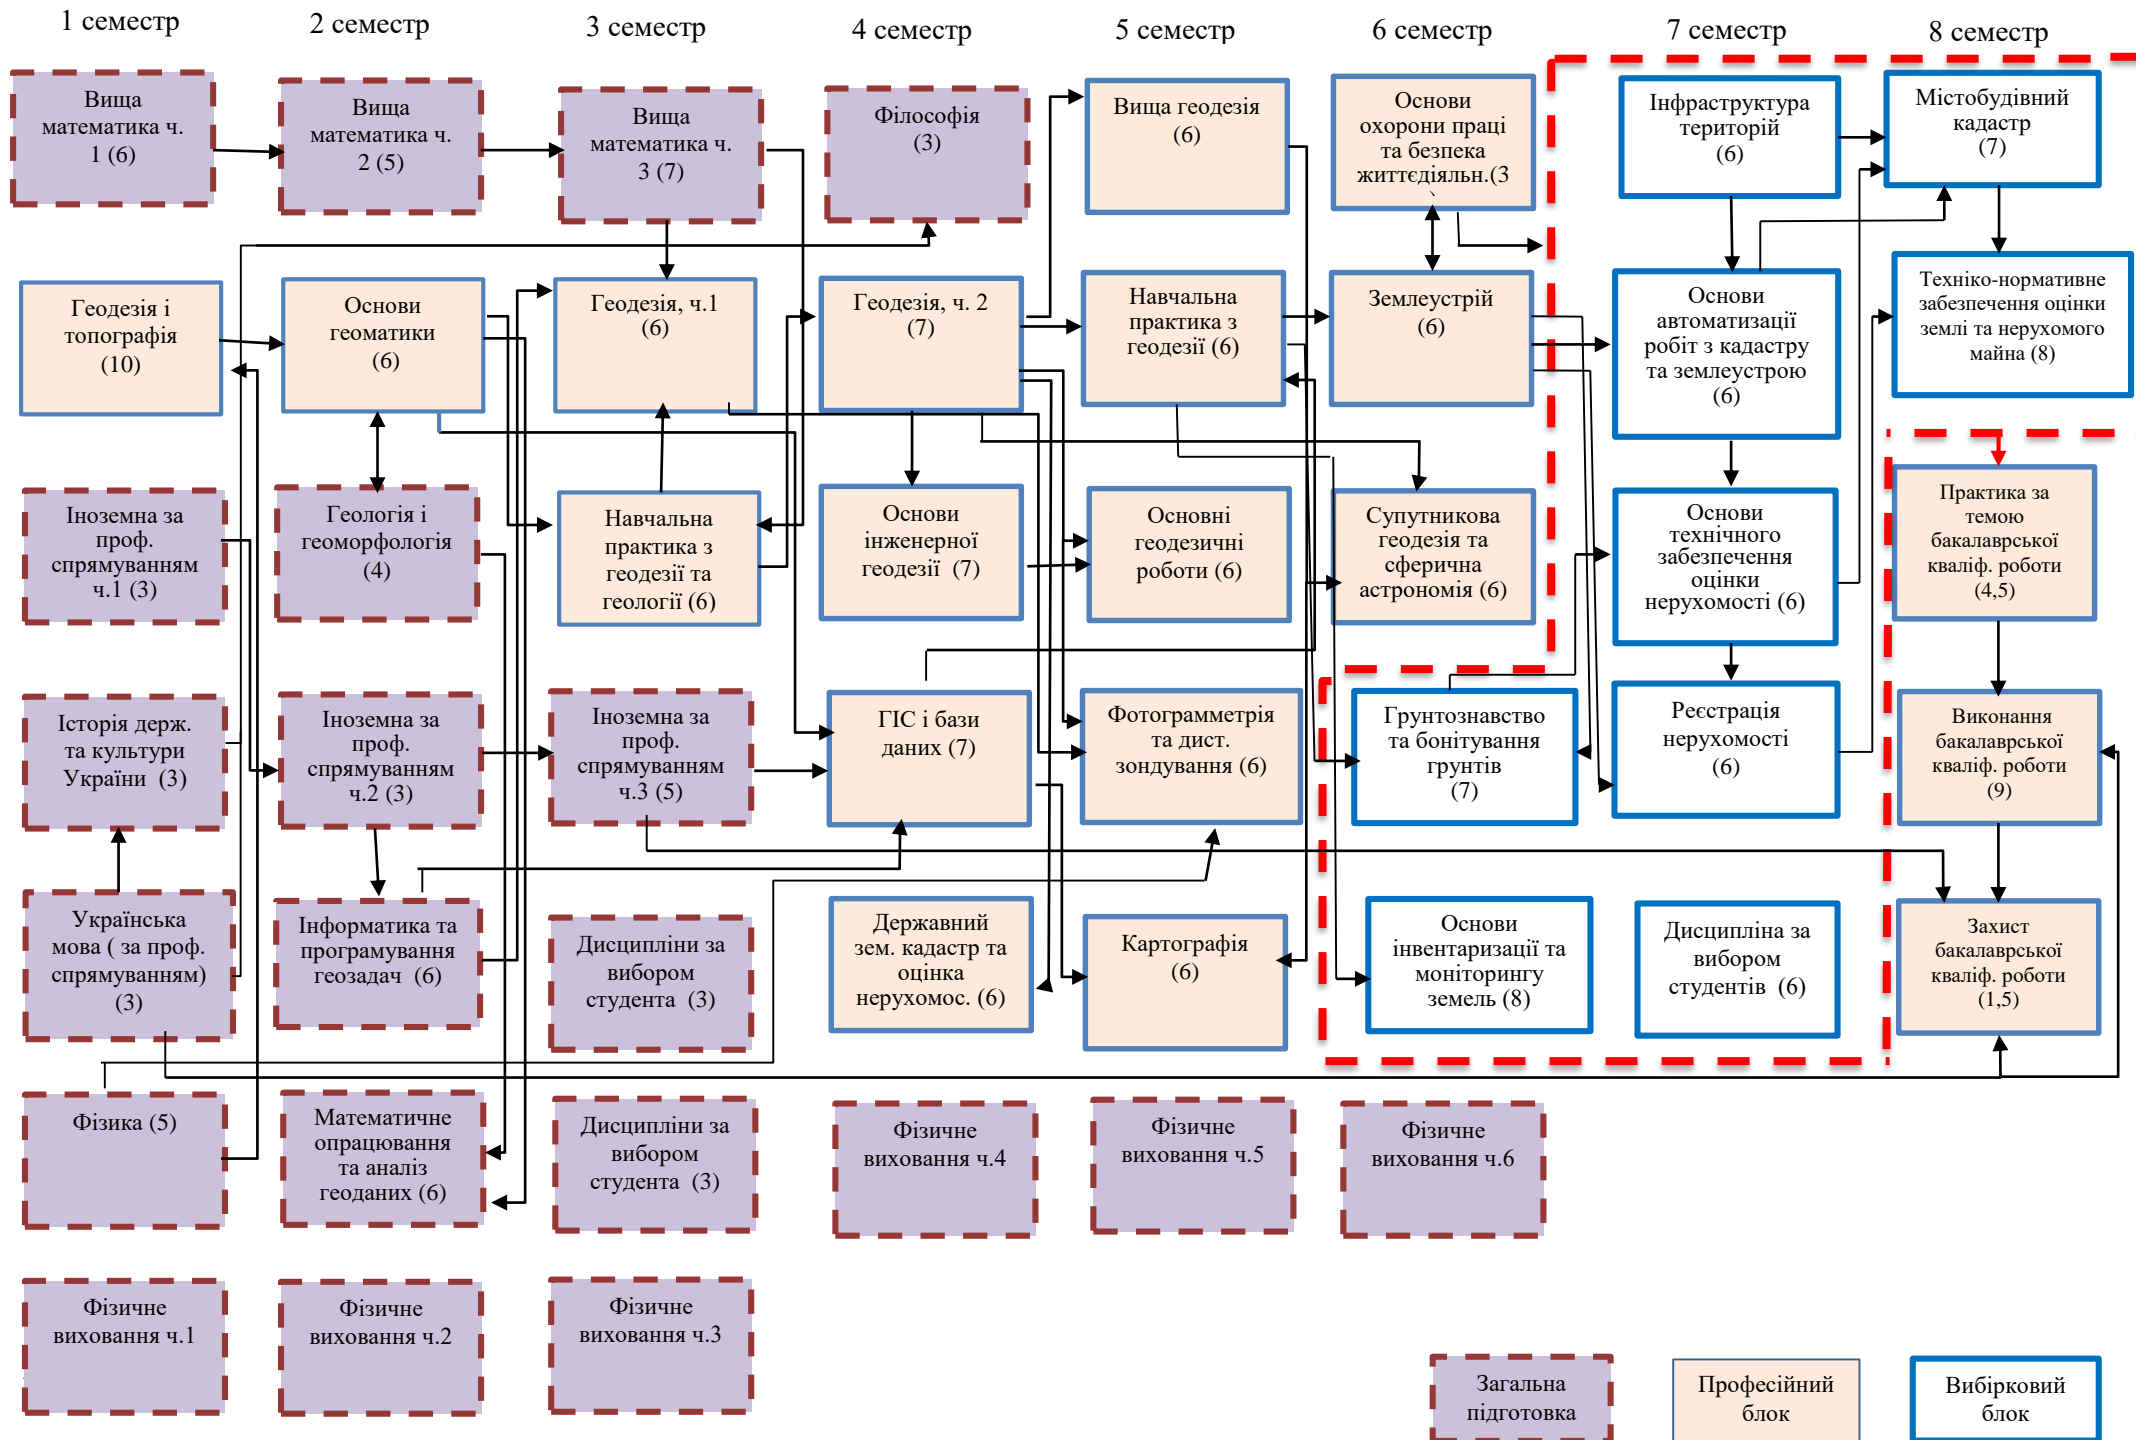 1 семестр
2 семестр
3 семестр
4 семестр
5 семестр
6 семестр
7 семестр
8 семестр
Вища
математика ч.
1 (6)
Вища
математика ч.
2 (5)
Вища
математика ч.
3 (7)
Філософія
(3)
Вища геодезія
(6)
Основи
охорони праці
та безпека
життєдіяльн.(3
)
Інфраструктура
територій
(6)
Містобудівний
кадастр
(7)
Геодезія і
топографія
(10)
Основи
геоматики
(6)
Геодезія, ч.1
(6)
Геодезія, ч. 2
(7)
Навчальна
практика з
геодезії (6)
Землеустрій
(6)
Основи
автоматизації
робіт з кадастру
та землеустрою
(6)
Техніко-нормативне
забезпечення оцінки
землі та нерухомого
майна (8)
Іноземна за
проф.
спрямуванням
ч.1 (3)
Геологія і
геоморфологія
(4)
Навчальна
практика з
геодезії та
геології (6)
Основи
інженерної
геодезії (7)
Основні
геодезичні
роботи (6)
Супутникова
геодезія та
сферична
астрономія (6)
Основи
технічного
забезпечення
оцінки
нерухомості (6)
Практика за
темою
бакалаврської
кваліф. роботи
(4,5)
Історія держ.
та культури
України (3)
Іноземна за
проф.
спрямуванням
ч.2 (3)
Іноземна за
проф.
спрямуванням
ч.3 (5)
ГІС і бази
даних (7)
Фотограмметрія
та дист.
зондування (6)
Грунтознавство
та бонітування
грунтів
(7)
Реєстрація
нерухомості
(6)
Виконання
бакалаврської
кваліф. роботи
(9)
Українська
мова ( за проф.
спрямуванням)
(3)
Інформатика та
програмування
геозадач (6)
Дисципліни за
вибором
студента (3)
Державний
зем. кадастр та
оцінка
нерухомос. (6)
Картографія
(6)
Основи
інвентаризації та
моніторингу
земель (8)
Дисципліна за
вибором
студентів (6)
Захист
бакалаврської
кваліф. роботи
(1,5)
Фізика (5)
Математичне
опрацювання
та аналіз
геоданих (6)
Дисципліни за
вибором
студента (3)
Фізичне
виховання ч.4
Фізичне
виховання ч.5
Фізичне
виховання ч.6
Фізичне
виховання ч.1
Фізичне
виховання ч.2
Фізичне
виховання ч.3
Загальна
підготовка
Професійний
блок
Вибірковий
блок